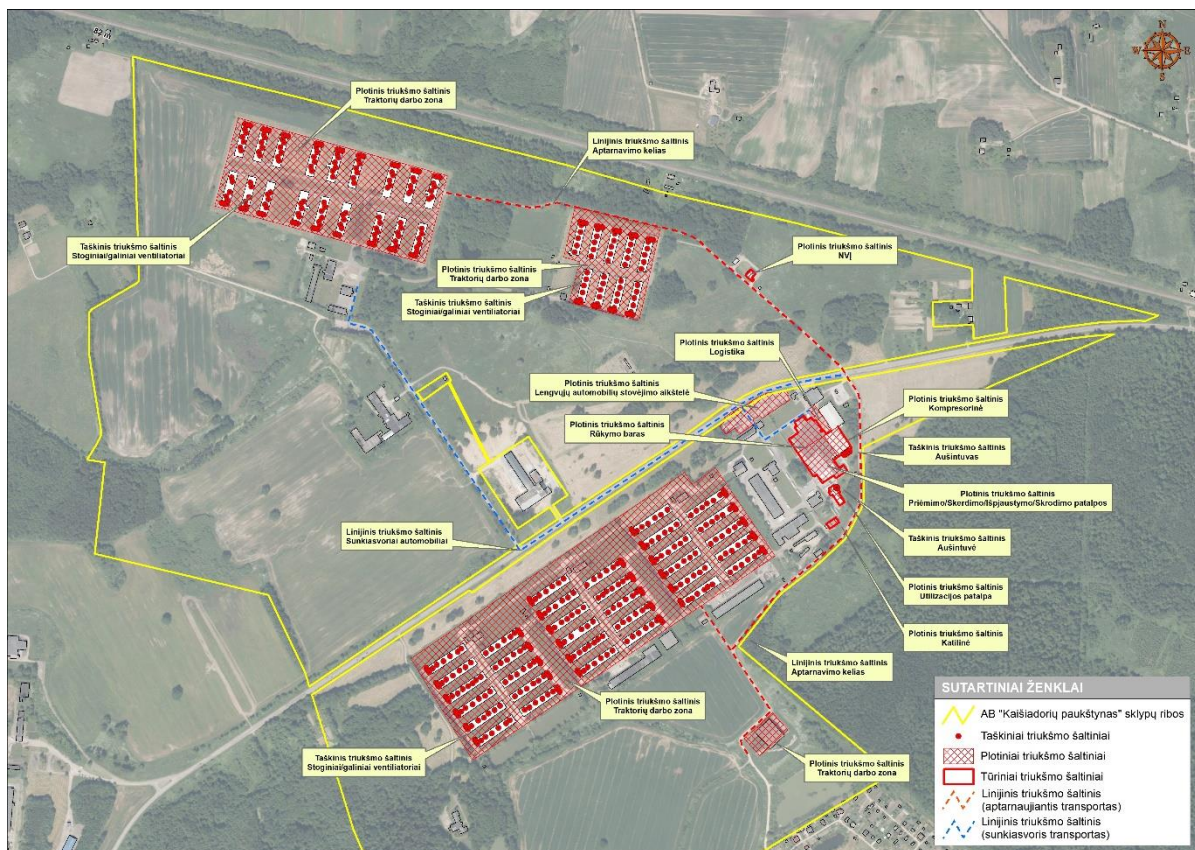 82 m
N
W E
S
Plotinis triukšmo šaltinis
Traktorių darbo zona
Linijinis triukšmo šaltinis
Aptarnavimo kelias
Taškinis triukšmo šaltinis
Stoginiai/galiniai ventiliatoriai
Plotinis triukšmo šaltinis
Traktorių darbo zona
Plotinis triukšmo šaltinis
NVĮ
Taškinis triukšmo šaltinis
Stoginiai/galiniai ventiliatoriai
Plotinis triukšmo šaltinis
Logistika
Plotinis triukšmo šaltinis
Lengvųjų automobilių stovėjimo aikštelė
Plotinis triukšmo šaltinis
Kompresorinė
Plotinis triukšmo šaltinis
Rūkymo baras
Taškinis triukšmo šaltinis
Aušintuvas
Plotinis triukšmo šaltinis
Priėmimo/Skerdimo/Išpjaustymo/Skrodimo patalpos
Linijinis triukšmo šaltinis
Sunkiasvoriai automobiliai
Taškinis triukšmo šaltinis
Aušintuvė
Plotinis triukšmo šaltinis
Utilizacijos patalpa
Plotinis triukšmo šaltinis
Katilinė
Linijinis triukšmo šaltinis
Aptarnavimo kelias
Plotinis triukšmo šaltinis
Traktorių darbo zona
Taškinis triukšmo šaltinis
Stoginiai/galiniai ventiliatoriai
Plotinis triukšmo šaltinis
Traktorių darbo zona
SUTARTINIAI ŽENKLAI
AB "Kaišiadorių paukštynas" sklypų ribos
Taškiniai triukšmo šaltiniai
Plotiniai triukšmo šaltiniai
Tūriniai triukšmo šaltiniai
Linijinis triukšmo šaltinis
(aptarnaujantis transportas)
Linijinis triukšmo šaltinis
(sunkiasvoris transportas)